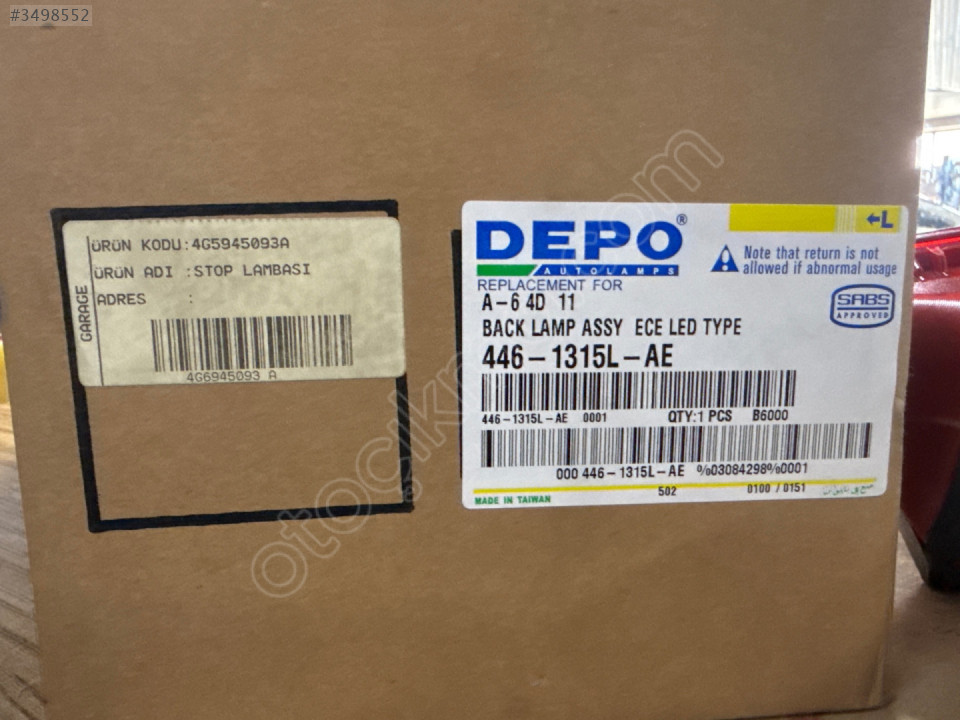 #3498552
ÜRÜN KODU:4G5945093A
ÜRÜN ADI :STOP LAMBASI
ADRES :
GARAGE
4G6945093 A
DEPO®
AUTOLAMPS
REPLACEMENT FOR
A-6 4D 11
BACK LAMP ASSY ECE LED TYPE
446-1315L-AE
446-1315L-AE 0001 QTY:1 PCS B6000
000 446-1315L-AE %03084298%0001
502 0100 / 0151
MADE IN TAIWAN
←L
Note that return is not
allowed if abnormal usage
SABS
APPROVED